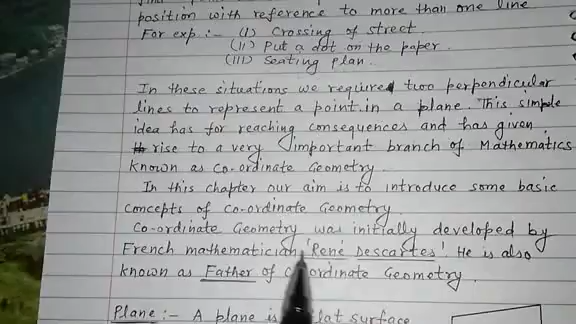 position with reference to more than one line
For exp:- (I) Crossing of street
(II) Put a dot on the paper.
(III) Seating plan.
In these situations we require two perpendicular
lines to represent a point in a plane. This simple
idea has for reaching consequences and has given
rise to a very important branch of Mathematics
known as Co-ordinate Geometry.
In this chapter our aim is to introduce some basic
concepts of co-ordinate Geometry.
Co-ordinate Geometry was initially developed by
French mathematician 'René Descartes'. He is also
known as Father of Coordinate Geometry.
Plane:- A plane is flat surface